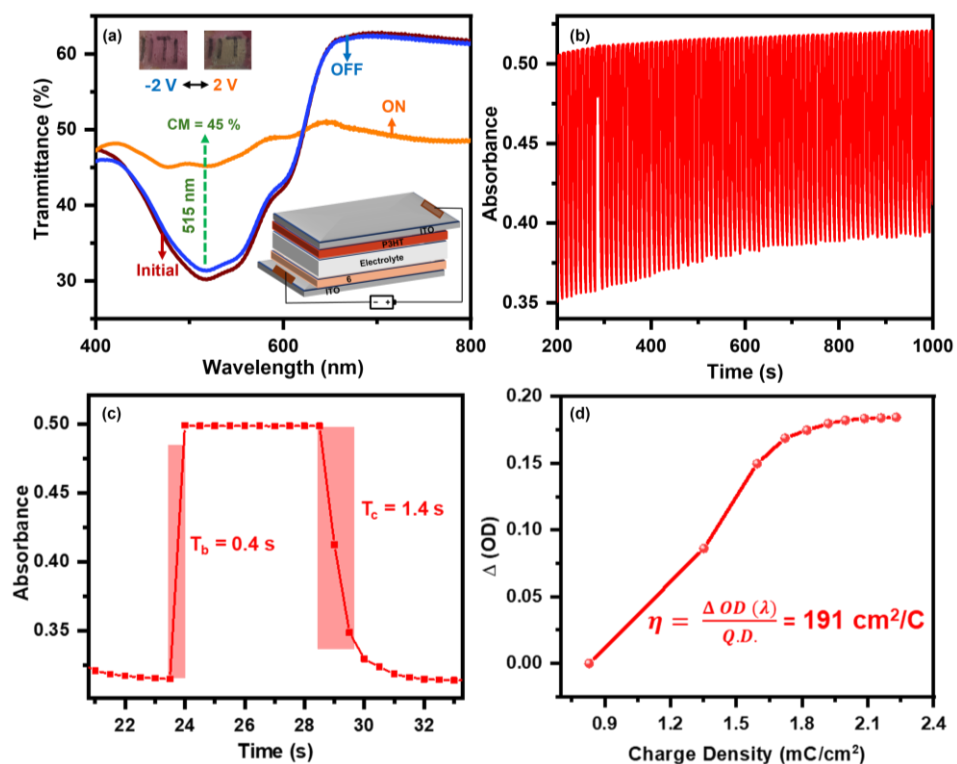 (a)
-2 V
2 V
OFF
ON
CM = 45 %
515 nm
Initial
ITO
P3HT
Electrolyte
6
ITO
- +
60
50
40
30
400
600
800
Tranmittance (%)
Wavelength (nm)
(b)
0.50
0.45
0.40
0.35
200
400
600
800
1000
Absorbance
Time (s)
(c)
0.50
0.45
0.40
0.35
22
24
26
28
30
32
T_b = 0.4 s
T_c = 1.4 s
Absorbance
Time (s)
(d)
0.20
0.15
0.10
0.05
0.00
0.9
1.2
1.5
1.8
2.1
2.4
η = Δ OD (λ) / Q.D. = 191 cm²/C
Δ (OD)
Charge Density (mC/cm²)